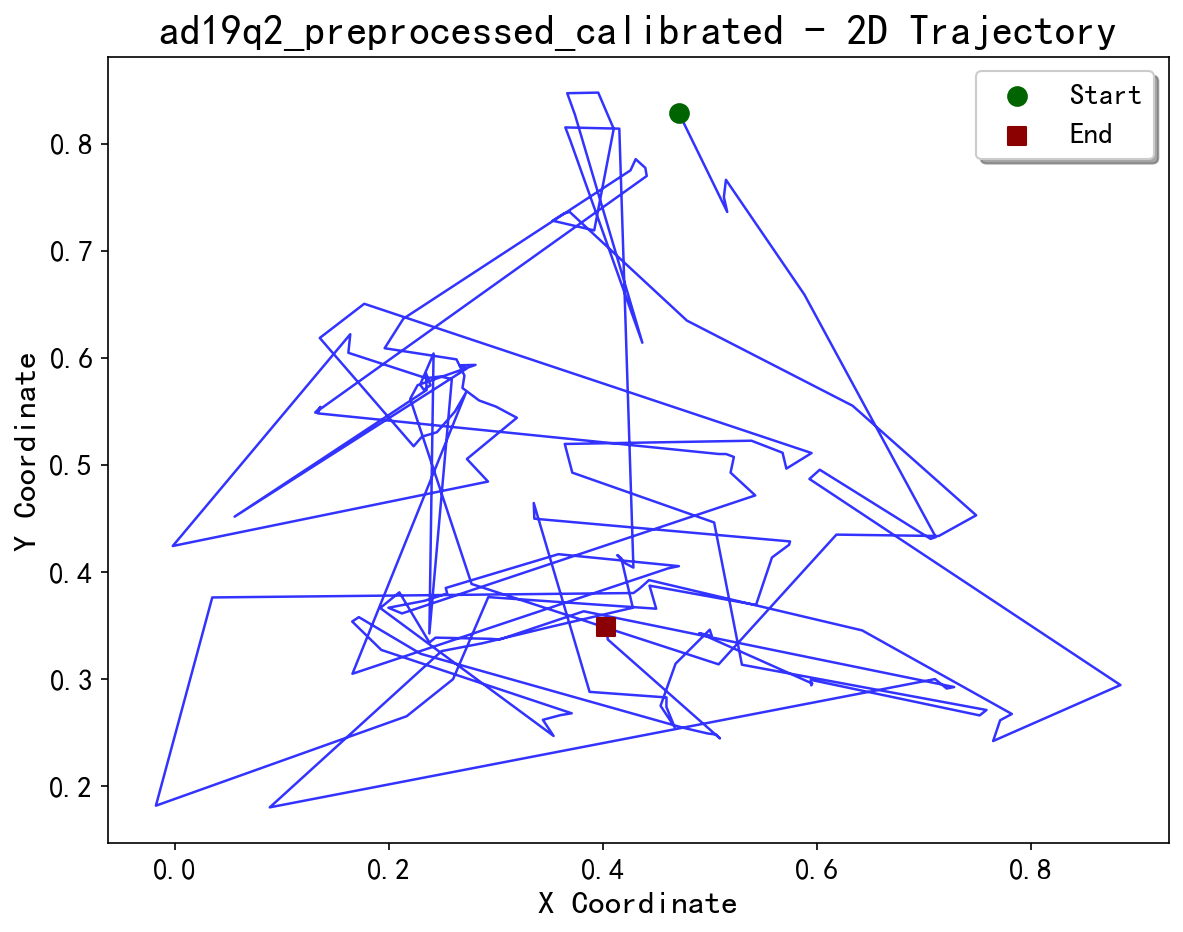 ad19q2_preprocessed_calibrated - 2D Trajectory
Start
End
0.8
0.7
0.6
0.5
0.4
0.3
0.2
Y Coordinate
0.0 0.2 0.4 0.6 0.8
X Coordinate